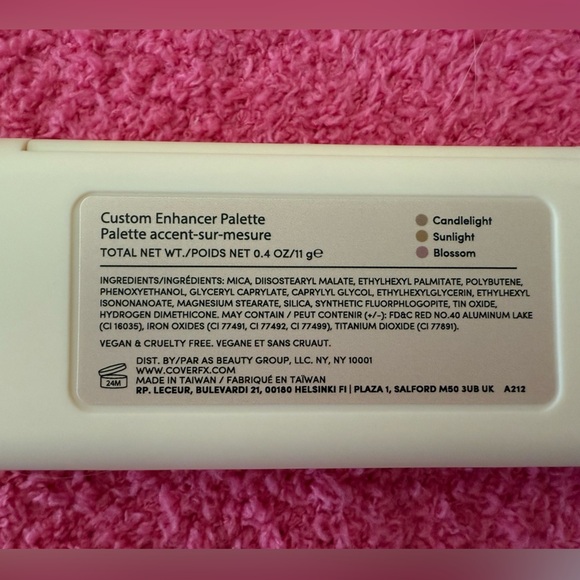 Custom Enhancer Palette
Palette accent-sur-mesure
TOTAL NET WT./POIDS NET 0.4 OZ/11 g℮
Candlelight
Sunlight
Blossom
INGREDIENTS/INGRÉDIENTS: MICA, DIISOSTEARYL MALATE, ETHYLHEXYL PALMITATE, POLYBUTENE,
PHENOXYETHANOL, GLYCERYL CAPRYLATE, CAPRYLYL GLYCOL, ETHYLHEXYLGLYCERIN, ETHYLHEXYL
ISONONANOATE, MAGNESIUM STEARATE, SILICA, SYNTHETIC FLUORPHLOGOPITE, TIN OXIDE,
HYDROGEN DIMETHICONE. MAY CONTAIN / PEUT CONTENIR (+/-): FD&C RED NO.40 ALUMINUM LAKE
(CI 16035), IRON OXIDES (CI 77491, CI 77492, CI 77499), TITANIUM DIOXIDE (CI 77891).
VEGAN & CRUELTY FREE. VEGANE ET SANS CRUAUT.
DIST. BY/PAR AS BEAUTY GROUP, LLC. NY, NY 10001
WWW.COVERFX.COM
24M
MADE IN TAIWAN / FABRIQUÉ EN TAÏWAN
RP. LECEUR, BULEVARDI 21, 00180 HELSINKI FI | PLAZA 1, SALFORD M50 3UB UK A212